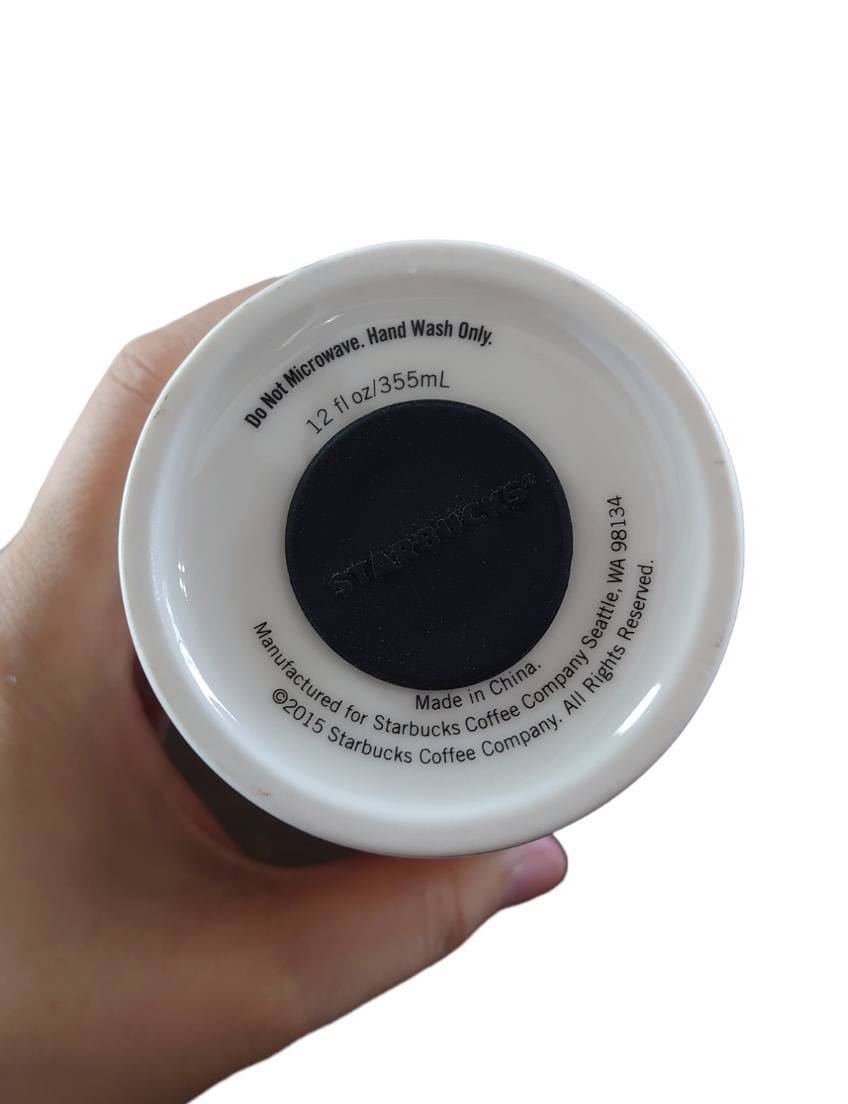 Do Not Microwave. Hand Wash Only.
12 fl oz/355mL
STARBUCKS®
Made in China.
Manufactured for Starbucks Coffee Company Seattle, WA 98134
©2015 Starbucks Coffee Company. All Rights Reserved.